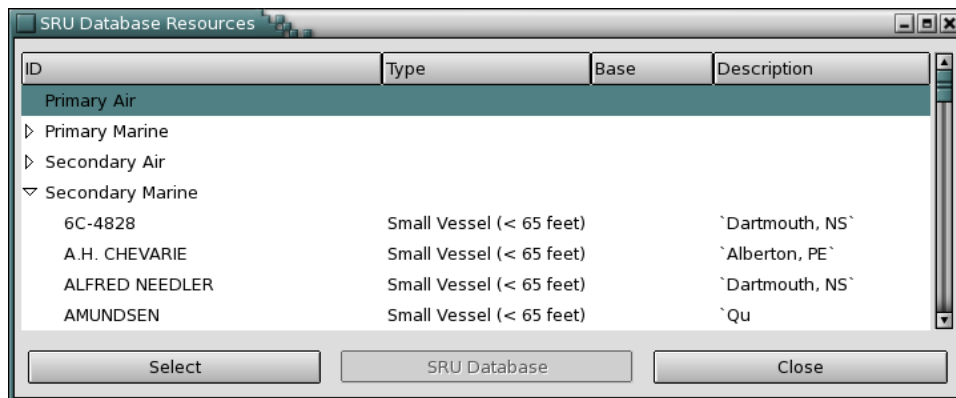 SRU Database Resources
ID Type Base Description
Primary Air
Primary Marine
Secondary Air
Secondary Marine
6C-4828 Small Vessel (< 65 feet) `Dartmouth, NS`
A.H. CHEVARIE Small Vessel (< 65 feet) `Alberton, PE`
ALFRED NEEDLER Small Vessel (< 65 feet) `Dartmouth, NS`
AMUNDSEN Small Vessel (< 65 feet) `Qu
Select SRU Database Close